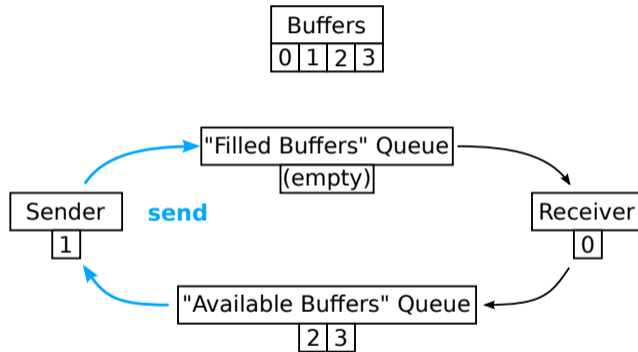 Buffers
0 1 2 3
"Filled Buffers" Queue
(empty)
Sender
1
send
Receiver
0
"Available Buffers" Queue
2 3